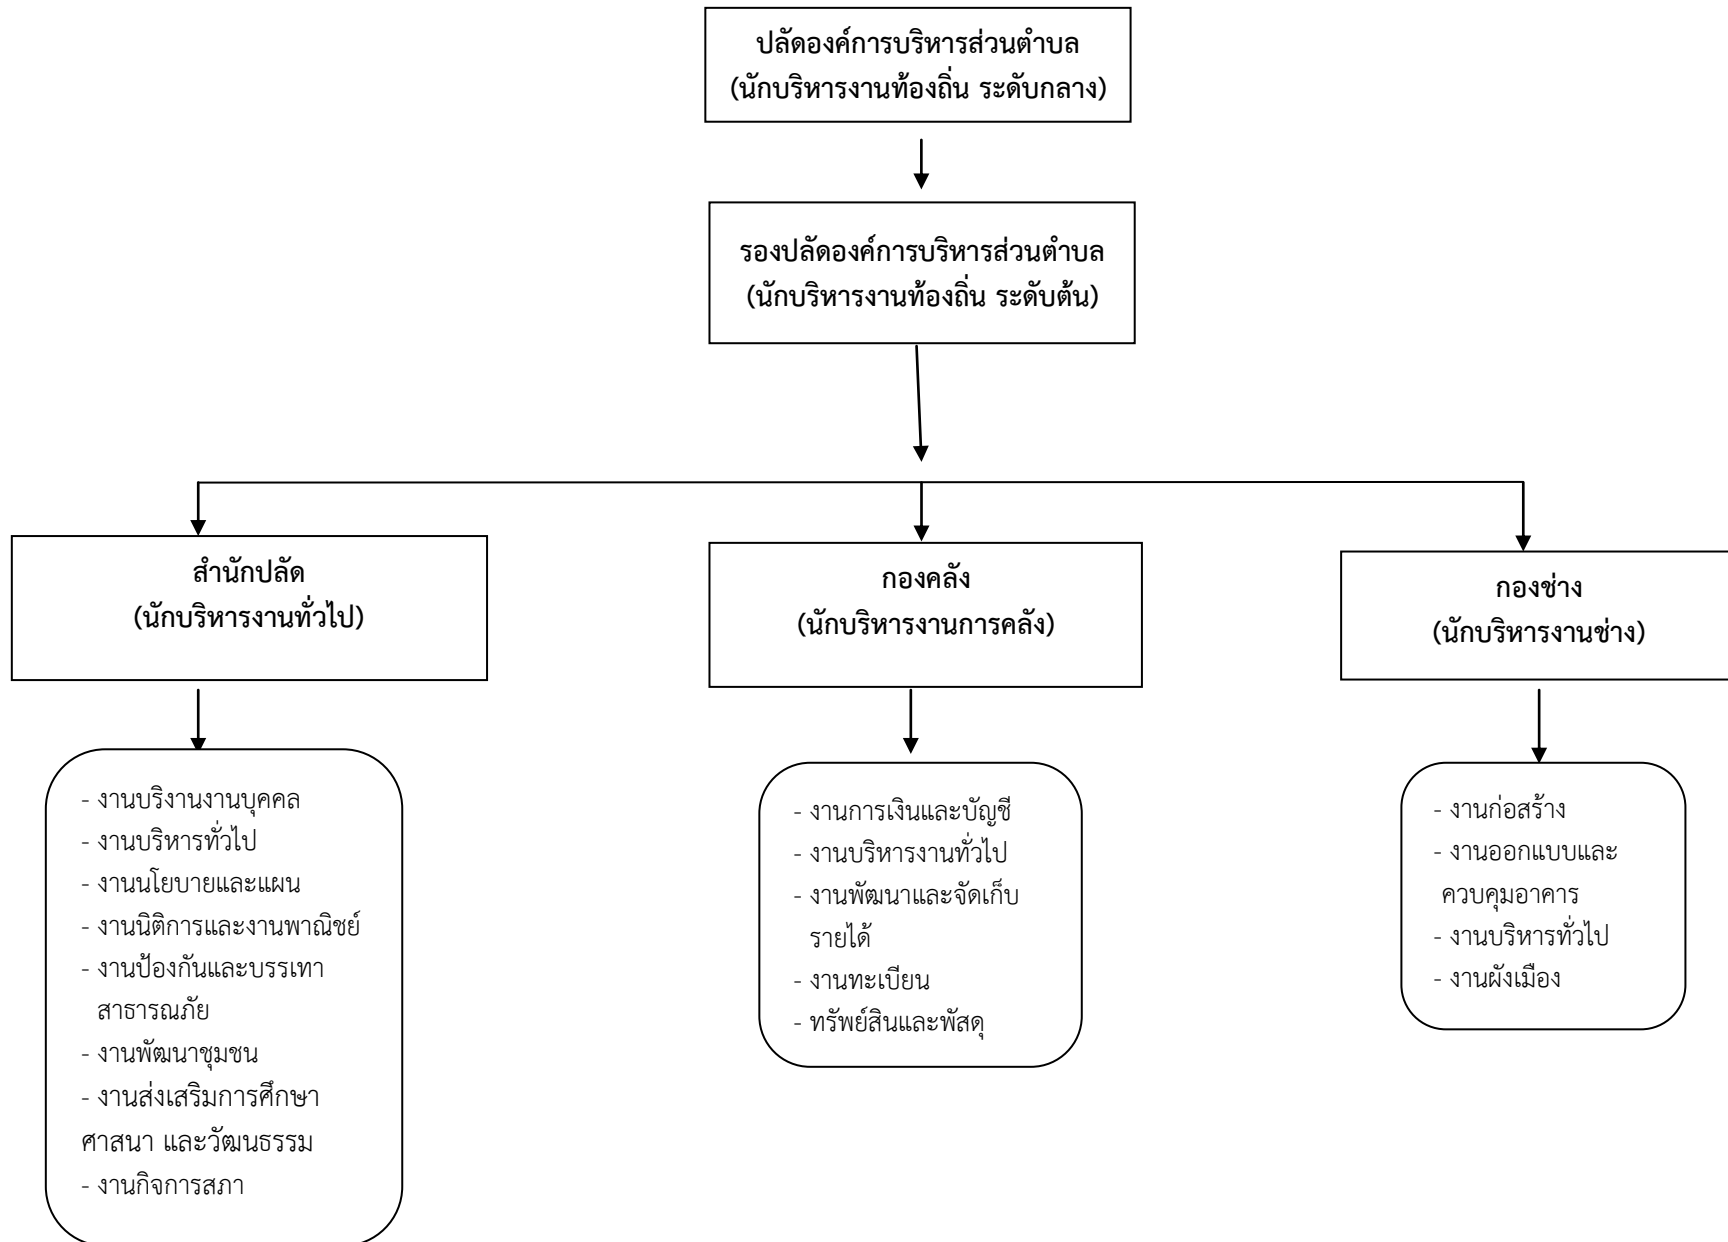 ปลัดองค์การบริหารส่วนตำบล
(นักบริหารงานท้องถิ่น ระดับกลาง)
รองปลัดองค์การบริหารส่วนตำบล
(นักบริหารงานท้องถิ่น ระดับต้น)
สำนักปลัด
(นักบริหารงานทั่วไป)
กองคลัง
(นักบริหารงานการคลัง)
กองช่าง
(นักบริหารงานช่าง)
- งานบริงานงานบุคคล
- งานบริหารทั่วไป
- งานนโยบายและแผน
- งานนิติการและงานพาณิชย์
- งานป้องกันและบรรเทา
สาธารณภัย
- งานพัฒนาชุมชน
- งานส่งเสริมการศึกษา
ศาสนา และวัฒนธรรม
- งานกิจการสภา
- งานการเงินและบัญชี
- งานบริหารงานทั่วไป
- งานพัฒนาและจัดเก็บ
รายได้
- งานทะเบียน
- ทรัพย์สินและพัสดุ
- งานก่อสร้าง
- งานออกแบบและ
ควบคุมอาคาร
- งานบริหารทั่วไป
- งานผังเมือง